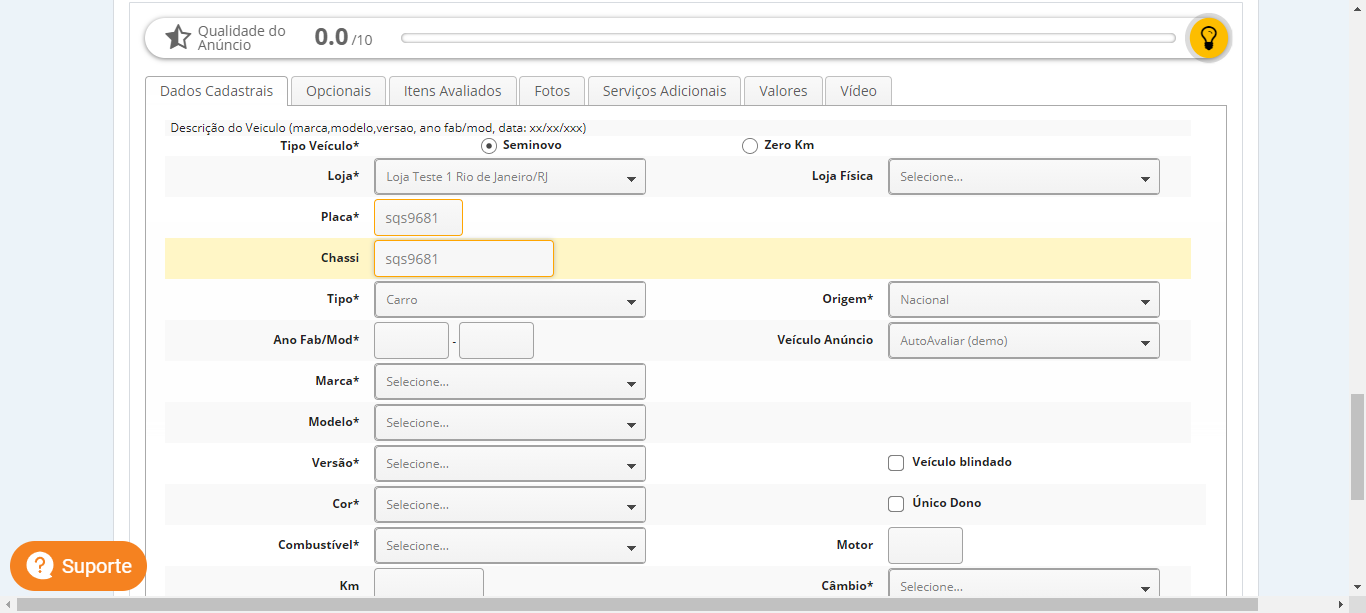 Qualidade do
Anúncio
0.0 /10
Dados Cadastrais Opcionais Itens Avaliados Fotos Serviços Adicionais Valores Vídeo
Descrição do Veiculo (marca,modelo,versao, ano fab/mod, data: xx/xx/xxx)
Tipo Veículo* Seminovo Zero Km
Loja* Loja Teste 1 Rio de Janeiro/RJ Loja Física Selecione...
Placa* sqs9681
Chassi sqs9681
Tipo* Carro Origem* Nacional
Ano Fab/Mod* - Veículo Anúncio AutoAvaliar (demo)
Marca* Selecione...
Modelo* Selecione...
Versão* Selecione... Veículo blindado
Cor* Selecione... Único Dono
Combustível* Selecione... Motor
Km Câmbio* Selecione...
? Suporte